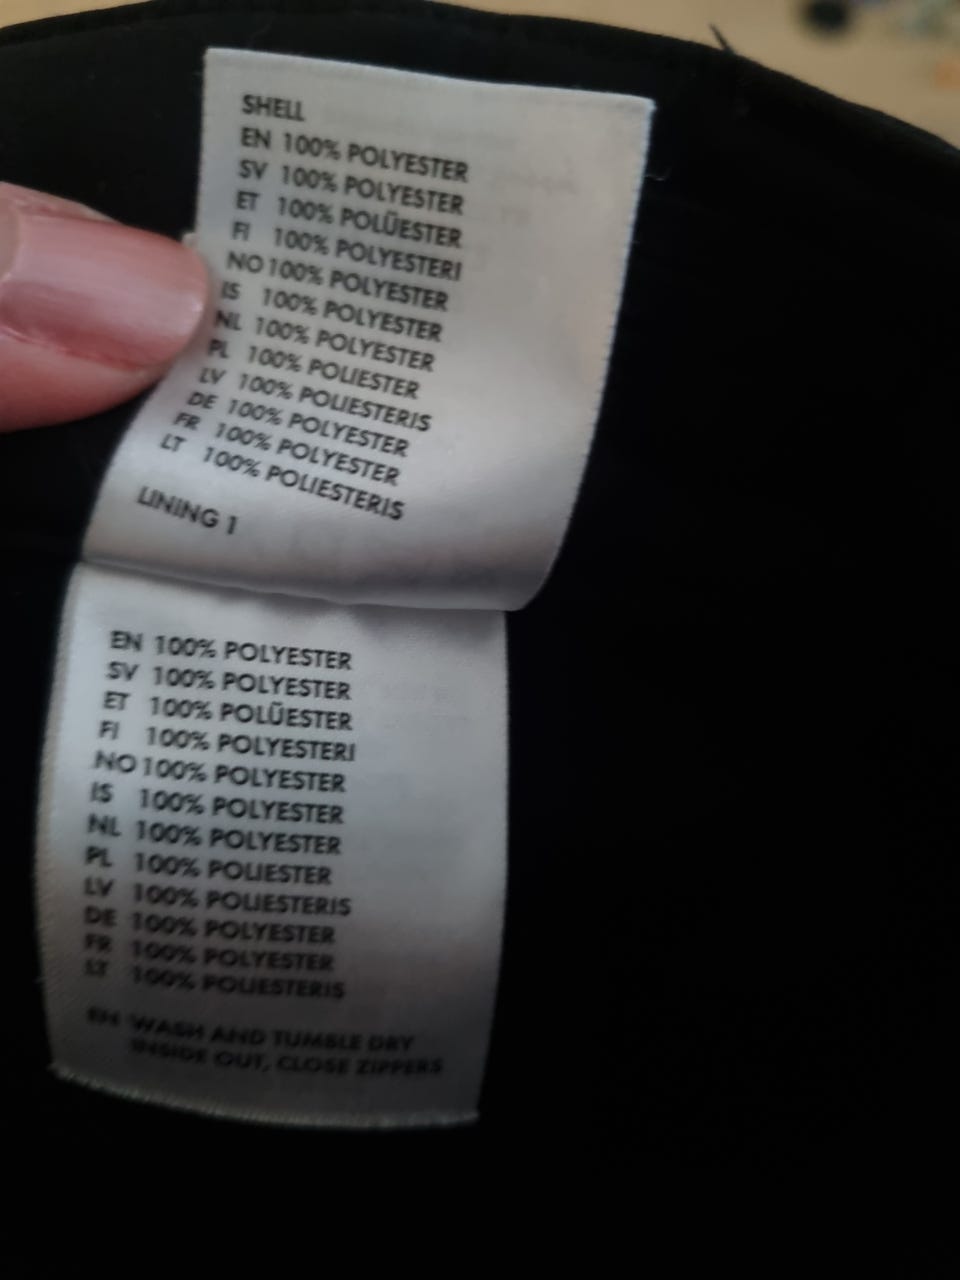 SHELL
EN 100% POLYESTER
SV 100% POLYESTER
ET 100% POLÜESTER
FI 100% POLYESTERI
NO 100% POLYESTER
IS 100% POLYESTER
NL 100% POLYESTER
PL 100% POLIESTER
LV 100% POLIESTERIS
DE 100% POLYESTER
FR 100% POLYESTER
LT 100% POLIESTERIS
LINING 1
EN 100% POLYESTER
SV 100% POLYESTER
ET 100% POLÜESTER
FI 100% POLYESTERI
NO 100% POLYESTER
IS 100% POLYESTER
NL 100% POLYESTER
PL 100% POLIESTER
LV 100% POLIESTERIS
DE 100% POLYESTER
FR 100% POLYESTER
LT 100% POLIESTERIS
EN WASH AND TUMBLE DRY
INSIDE OUT, CLOSE ZIPPERS